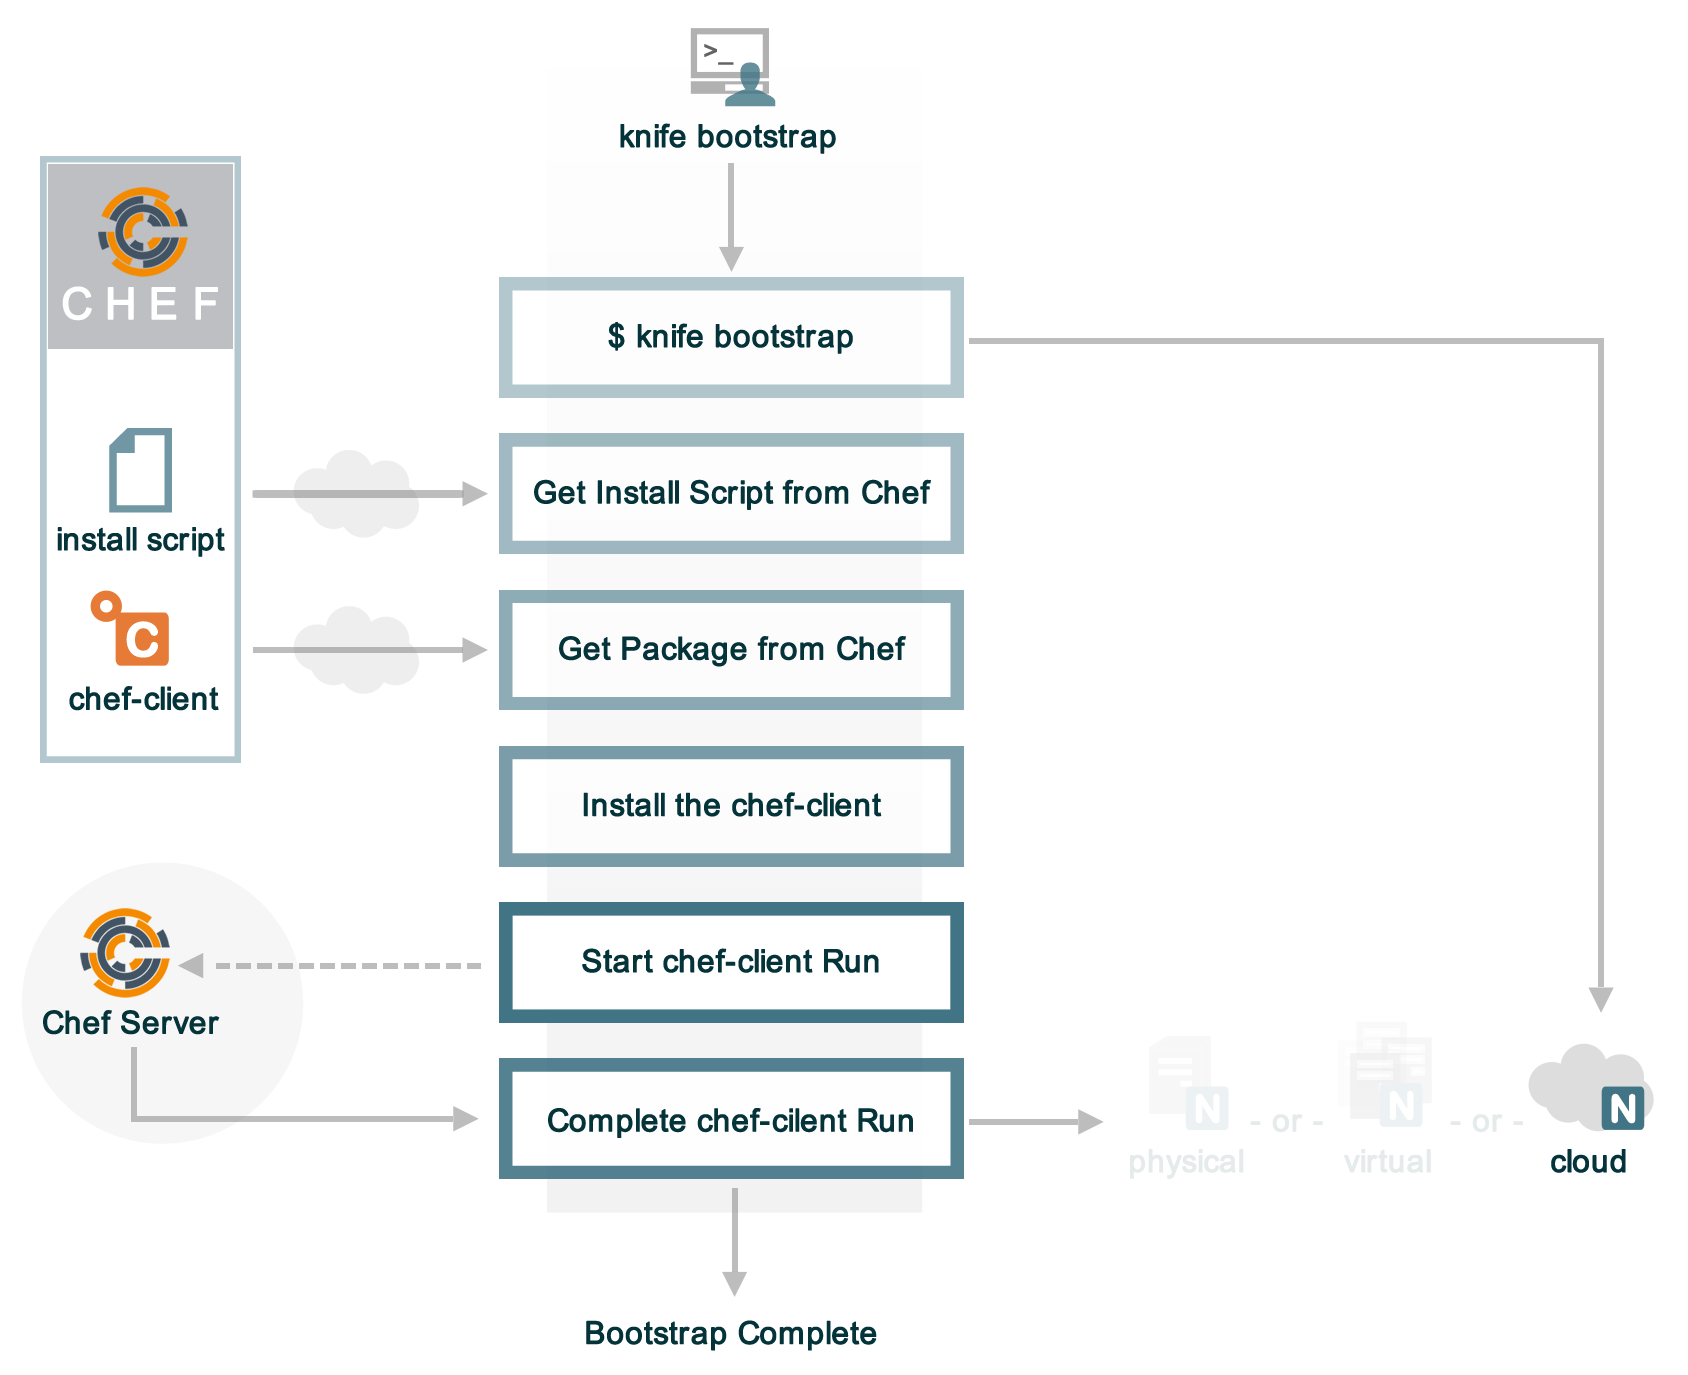 >_
knife bootstrap
CHEF
$ knife bootstrap
Get Install Script from Chef
install script
C
Get Package from Chef
chef-client
Install the chef-client
Start chef-client Run
Chef Server
Complete chef-cilent Run
N
- or -
N
- or -
N
physical
virtual
cloud
Bootstrap Complete